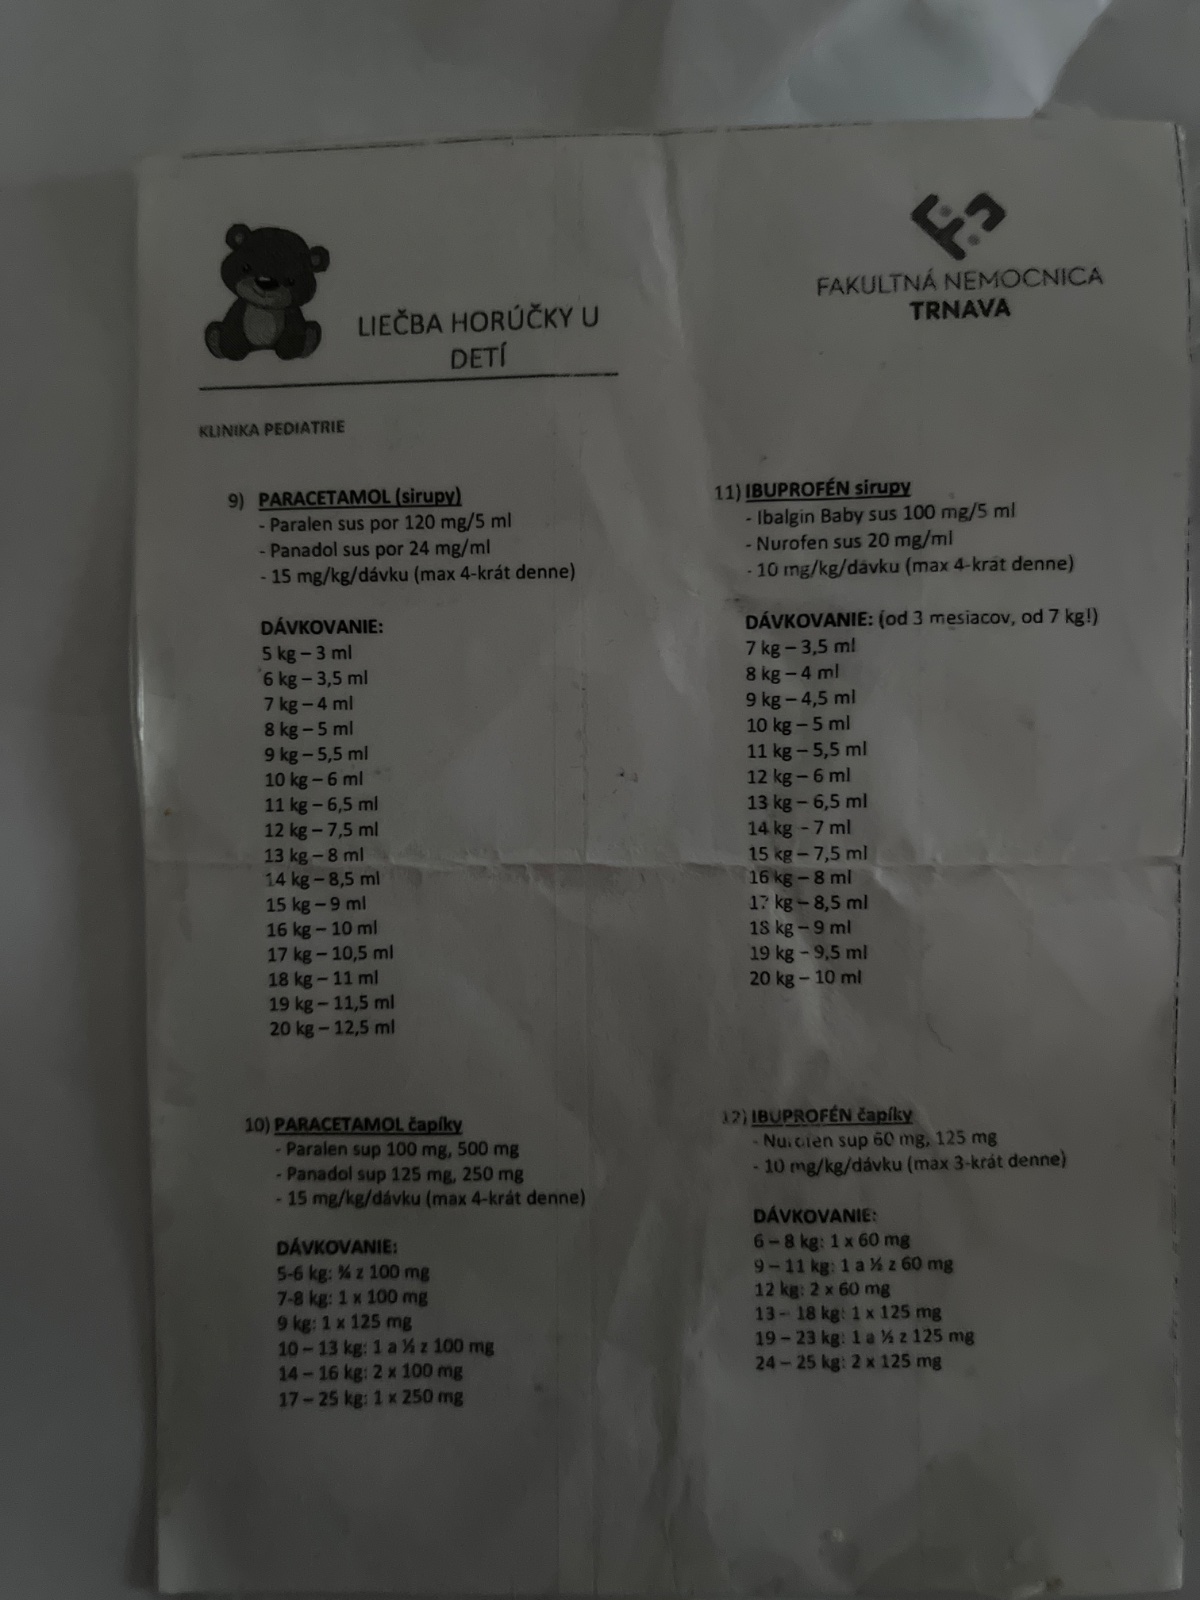 LIEČBA HORÚČKY U
DETÍ
FAKULTNÁ NEMOCNICA
TRNAVA
KLINIKA PEDIATRIE
9) PARACETAMOL (sirupy)
- Paralen sus por 120 mg/5 ml
- Panadol sus por 24 mg/ml
- 15 mg/kg/dávku (max 4-krát denne)
DÁVKOVANIE:
5 kg – 3 ml
6 kg – 3,5 ml
7 kg – 4 ml
8 kg – 5 ml
9 kg – 5,5 ml
10 kg – 6 ml
11 kg – 6,5 ml
12 kg – 7,5 ml
13 kg – 8 ml
14 kg – 8,5 ml
15 kg – 9 ml
16 kg – 10 ml
17 kg – 10,5 ml
18 kg – 11 ml
19 kg – 11,5 ml
20 kg – 12,5 ml
10) PARACETAMOL čapíky
- Paralen sup 100 mg, 500 mg
- Panadol sup 125 mg, 250 mg
- 15 mg/kg/dávku (max 4-krát denne)
DÁVKOVANIE:
5-6 kg: z 100 mg
7-8 kg: 1 x 100 mg
9 kg: 1 x 125 mg
10 – 13 kg: 1 a ½ z 100 mg
14 – 16 kg: 2 x 100 mg
17 – 25 kg: 1 x 250 mg
11) IBUPROFÉN sirupy
- Ibalgin Baby sus 100 mg/5 ml
- Nurofen sus 20 mg/ml
- 10 mg/kg/dávku (max 4-krát denne)
DÁVKOVANIE: (od 3 mesiacov, od 7 kg!)
7 kg – 3,5 ml
8 kg – 4 ml
9 kg – 4,5 ml
10 kg – 5 ml
11 kg – 5,5 ml
12 kg – 6 ml
13 kg – 6,5 ml
14 kg - 7 ml
15 kg – 7,5 ml
16 kg – 8 ml
17 kg – 8,5 ml
18 kg – 9 ml
19 kg - 9,5 ml
20 kg – 10 ml
12) IBUPROFÉN čapíky
- Nurofen sup 60 mg, 125 mg
- 10 mg/kg/dávku (max 3-krát denne)
DÁVKOVANIE:
6 – 8 kg: 1 x 60 mg
9 – 11 kg: 1 a ½ z 60 mg
12 kg: 2 x 60 mg
13 – 18 kg: 1 x 125 mg
19 – 23 kg: 1 a ½ z 125 mg
24 – 25 kg: 2 x 125 mg